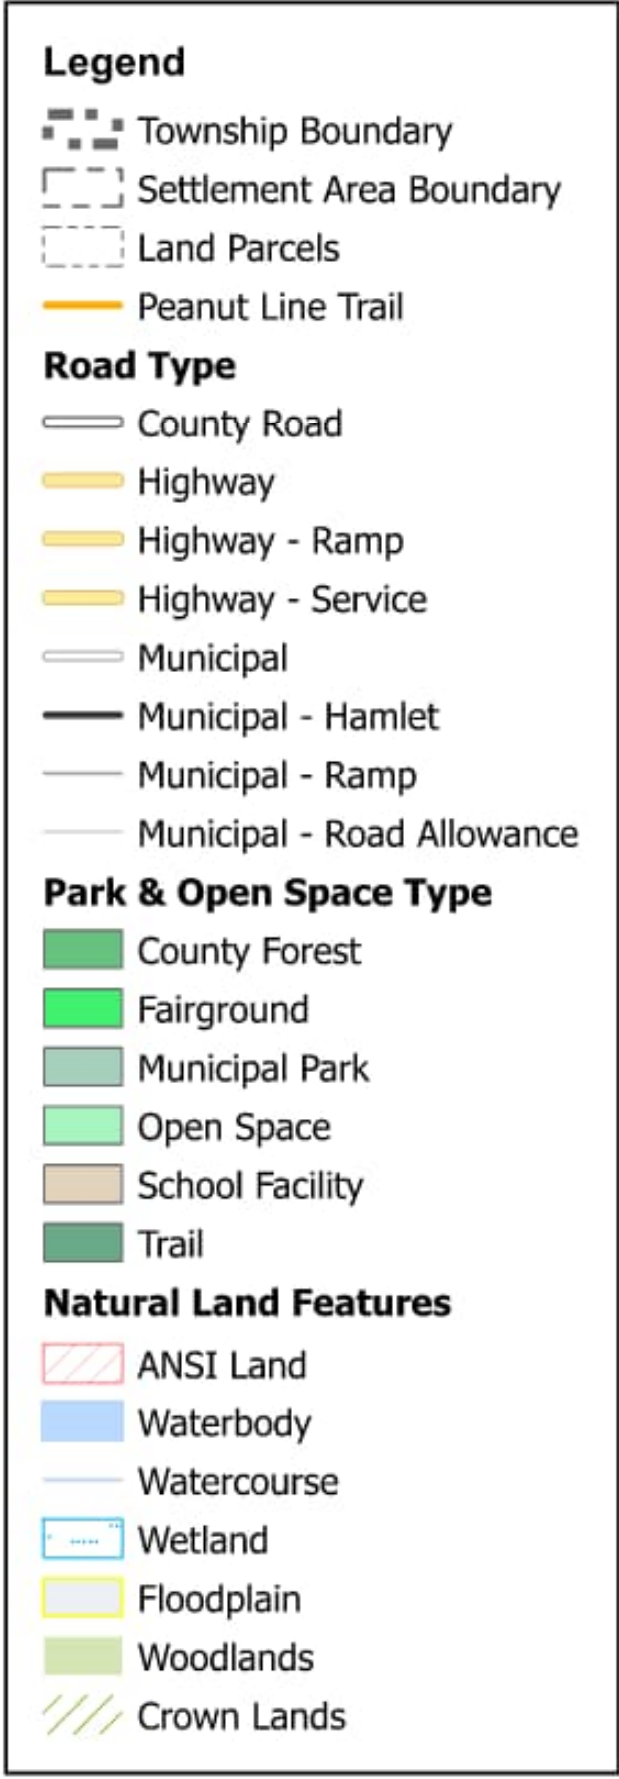 Legend
Township Boundary
Settlement Area Boundary
Land Parcels
Peanut Line Trail
Road Type
County Road
Highway
Highway - Ramp
Highway - Service
Municipal
Municipal - Hamlet
Municipal - Ramp
Municipal - Road Allowance
Park & Open Space Type
County Forest
Fairground
Municipal Park
Open Space
School Facility
Trail
Natural Land Features
ANSI Land
Waterbody
Watercourse
Wetland
Floodplain
Woodlands
Crown Lands